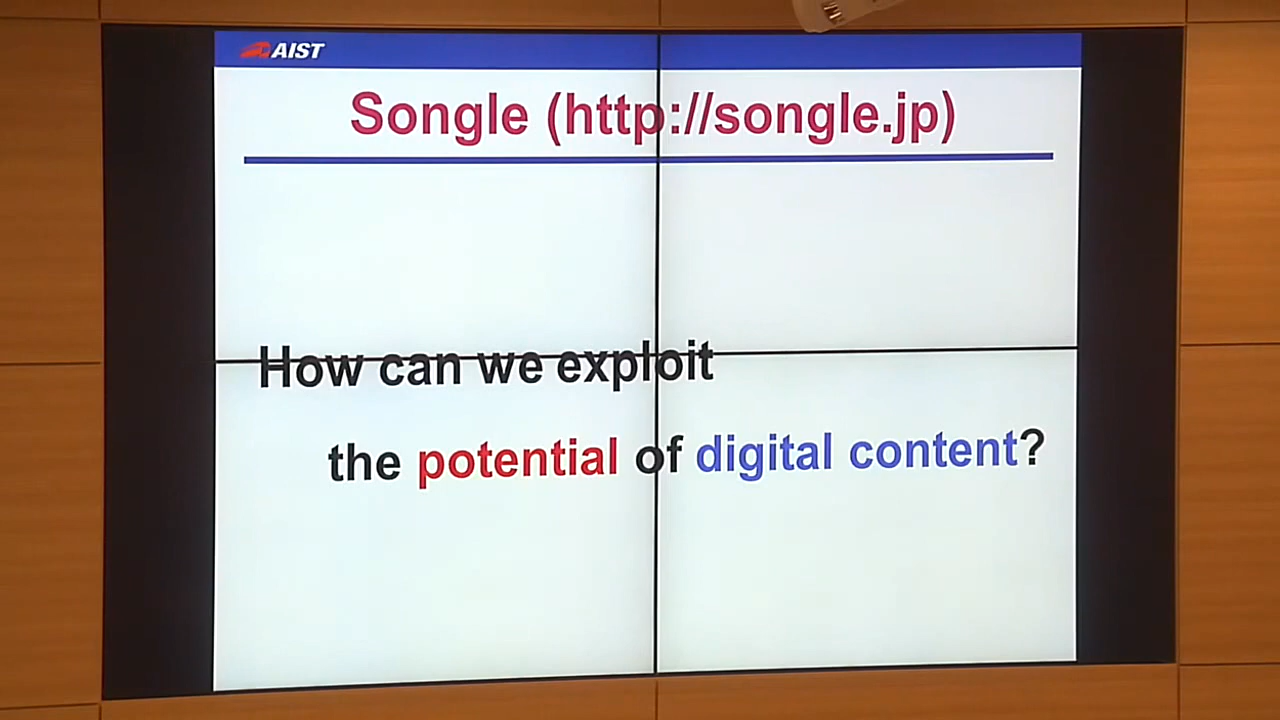 AIST
Songle (http://songle.jp)
How can we exploit
the potential of digital content?